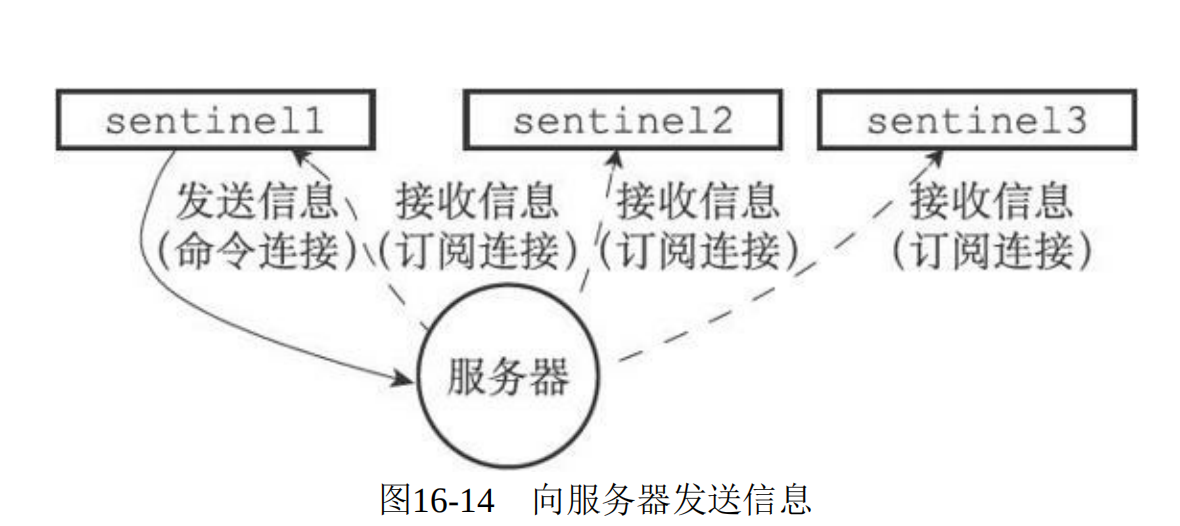 sentinel1 sentinel2 sentinel3
发送信息 接收信息 接收信息 接收信息
(命令连接) (订阅连接) (订阅连接) (订阅连接)
服务器
图16-14 向服务器发送信息